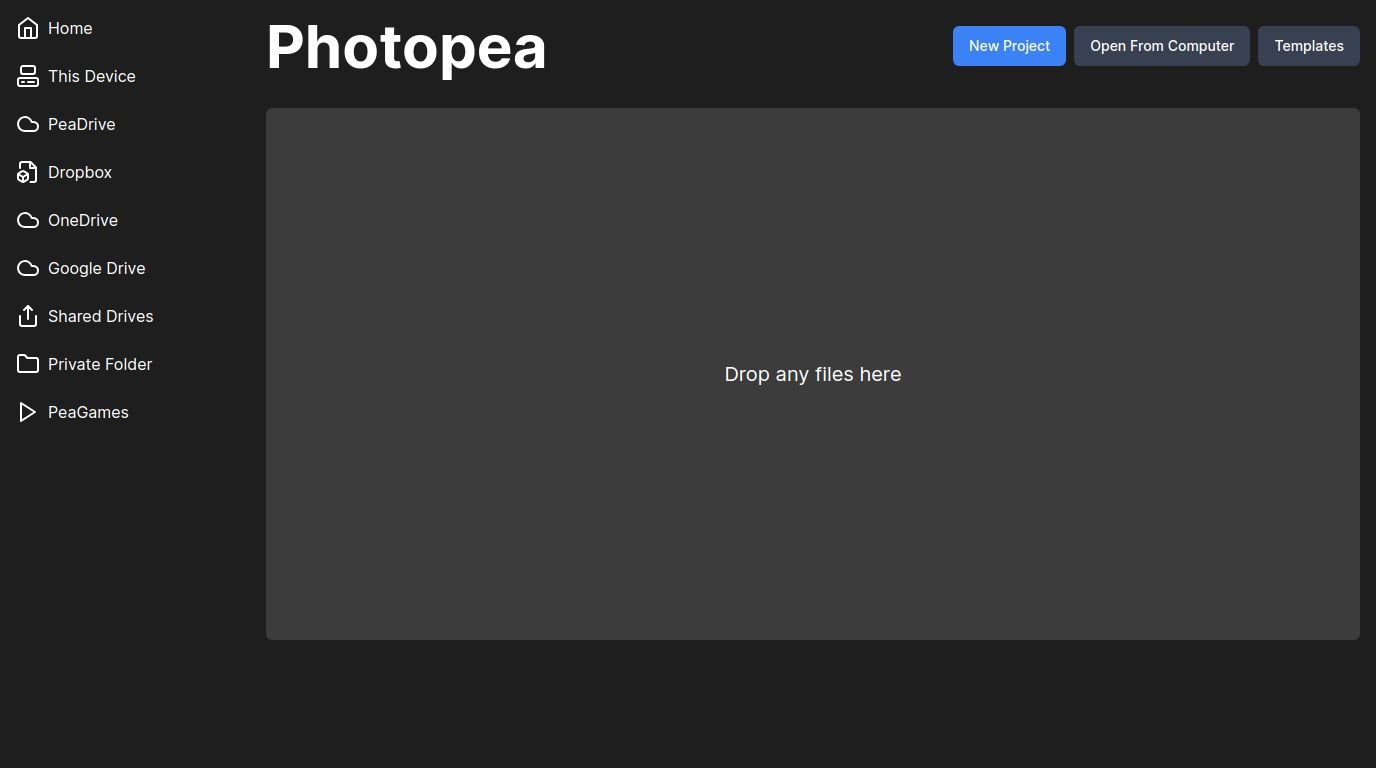 Home
This Device
PeaDrive
Dropbox
OneDrive
Google Drive
Shared Drives
Private Folder
PeaGames
Photopea
New Project
Open From Computer
Templates
Drop any files here